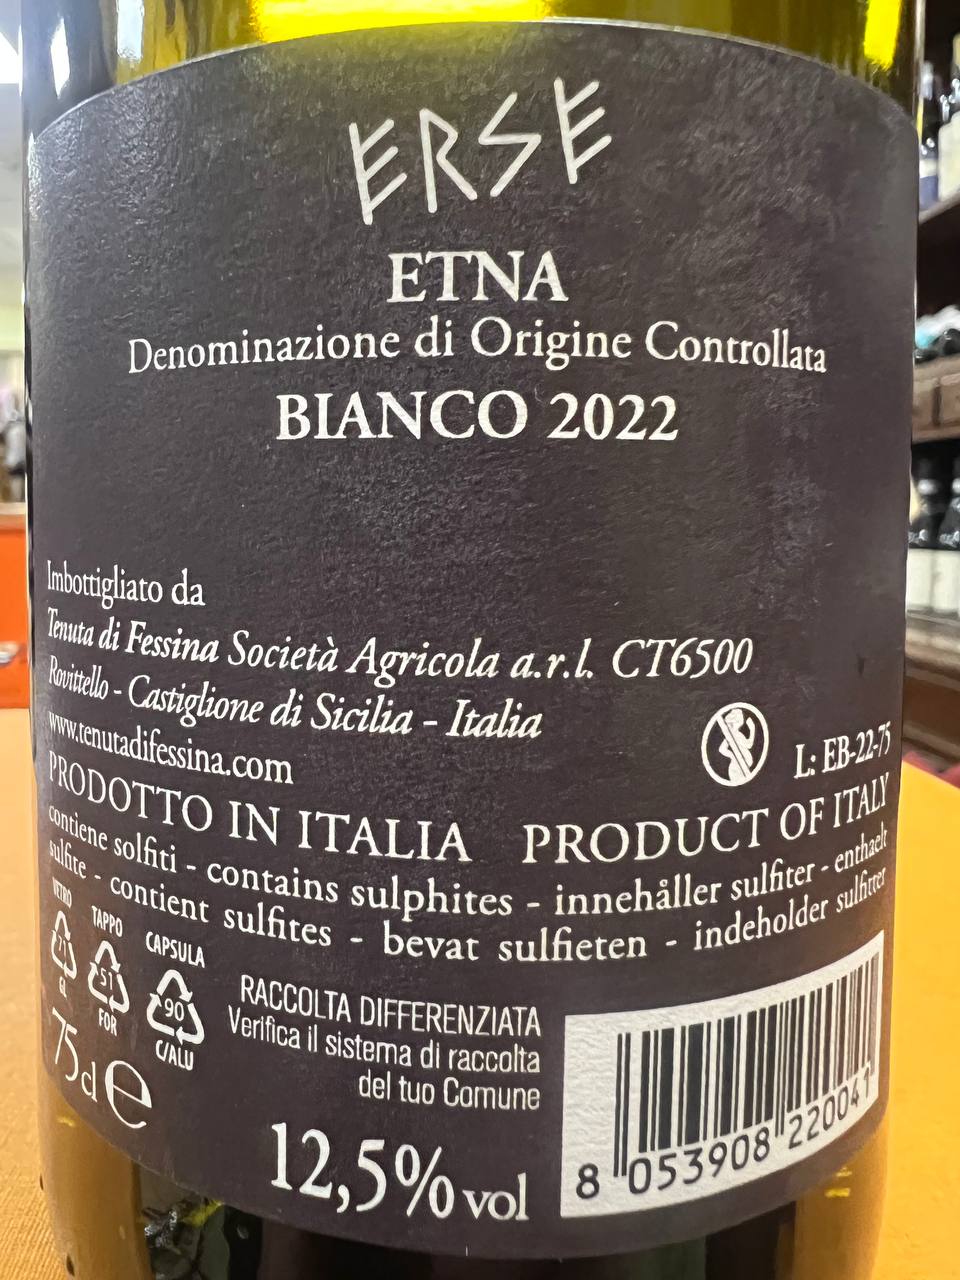 ERSE
ETNA
Denominazione di Origine Controllata
BIANCO 2022
Imbottigliato da
Tenuta di Fessina Società Agricola a.r.l. CT6500
Rovittello - Castiglione di Sicilia - Italia
www.tenutadifessina.com
L: EB-22-75
PRODOTTO IN ITALIA PRODUCT OF ITALY
contiene solfiti - contains sulphites - innehåller sulfiter - enthaelt
sulfite - contient sulfites - bevat sulfieten - indeholder sulfitter
VETRO TAPPO CAPSULA
71 51 90
GL FOR C/ALU
RACCOLTA DIFFERENZIATA
Verifica il sistema di raccolta
del tuo Comune
75 cl e
12,5% vol
8 053908 220041